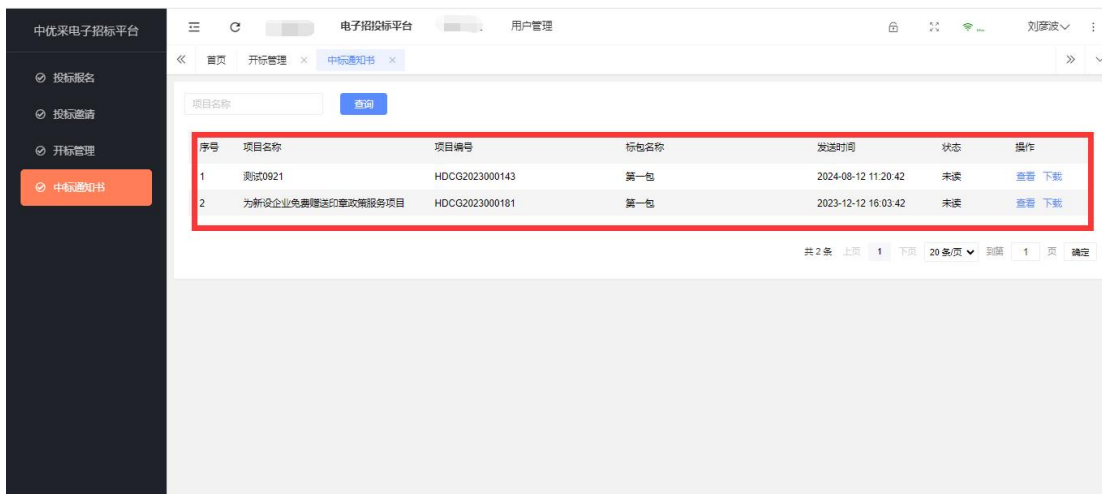 中优采电子招标平台
电子招投标平台 用户管理 刘彦波
首页 开标管理 × 中标通知书 ×
投标报名
投标邀请
开标管理
中标通知书
项目名称 查询
序号 项目名称 项目编号 标包名称 发送时间 状态 操作
1 测试0921 HDCG2023000143 第一包 2024-08-12 11:20:42 未读 查看 下载
2 为新设企业免费赠送印章政策服务项目 HDCG2023000181 第一包 2023-12-12 16:03:42 未读 查看 下载
共 2 条 上页 1 下页 20 条/页 到第 1 页 确定